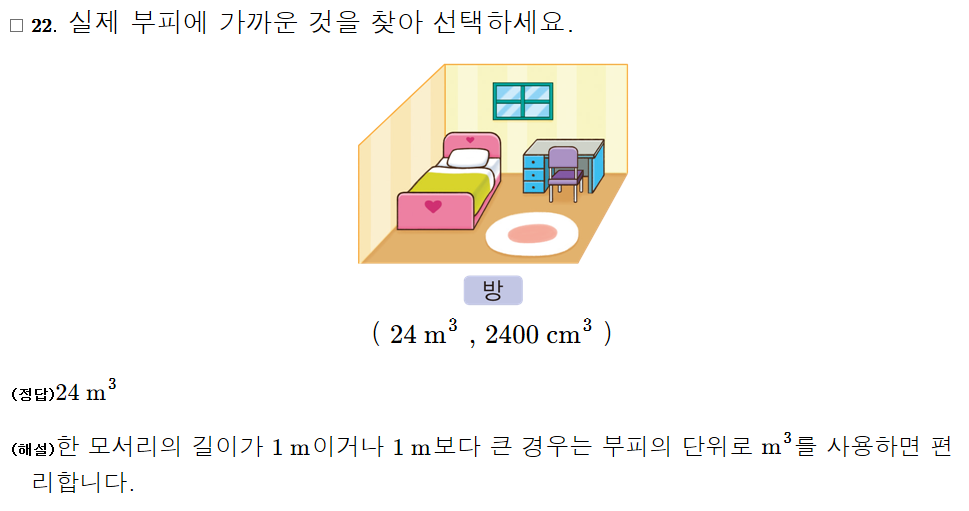 □ 22. 실제 부피에 가까운 것을 찾아 선택하세요.
방
( 24 m³ , 2400 cm³ )
(정답)24 m³
(해설)한 모서리의 길이가 1 m이거나 1 m보다 큰 경우는 부피의 단위로 m³를 사용하면 편
리합니다.